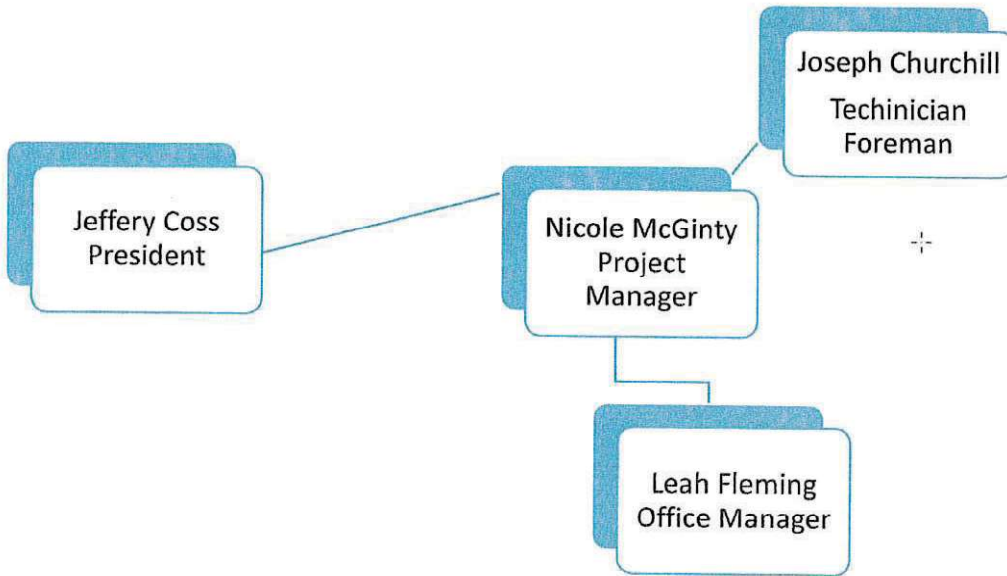 Joseph Churchill
Techinician
Foreman
Jeffery Coss
President
Nicole McGinty
Project
Manager
Leah Fleming
Office Manager